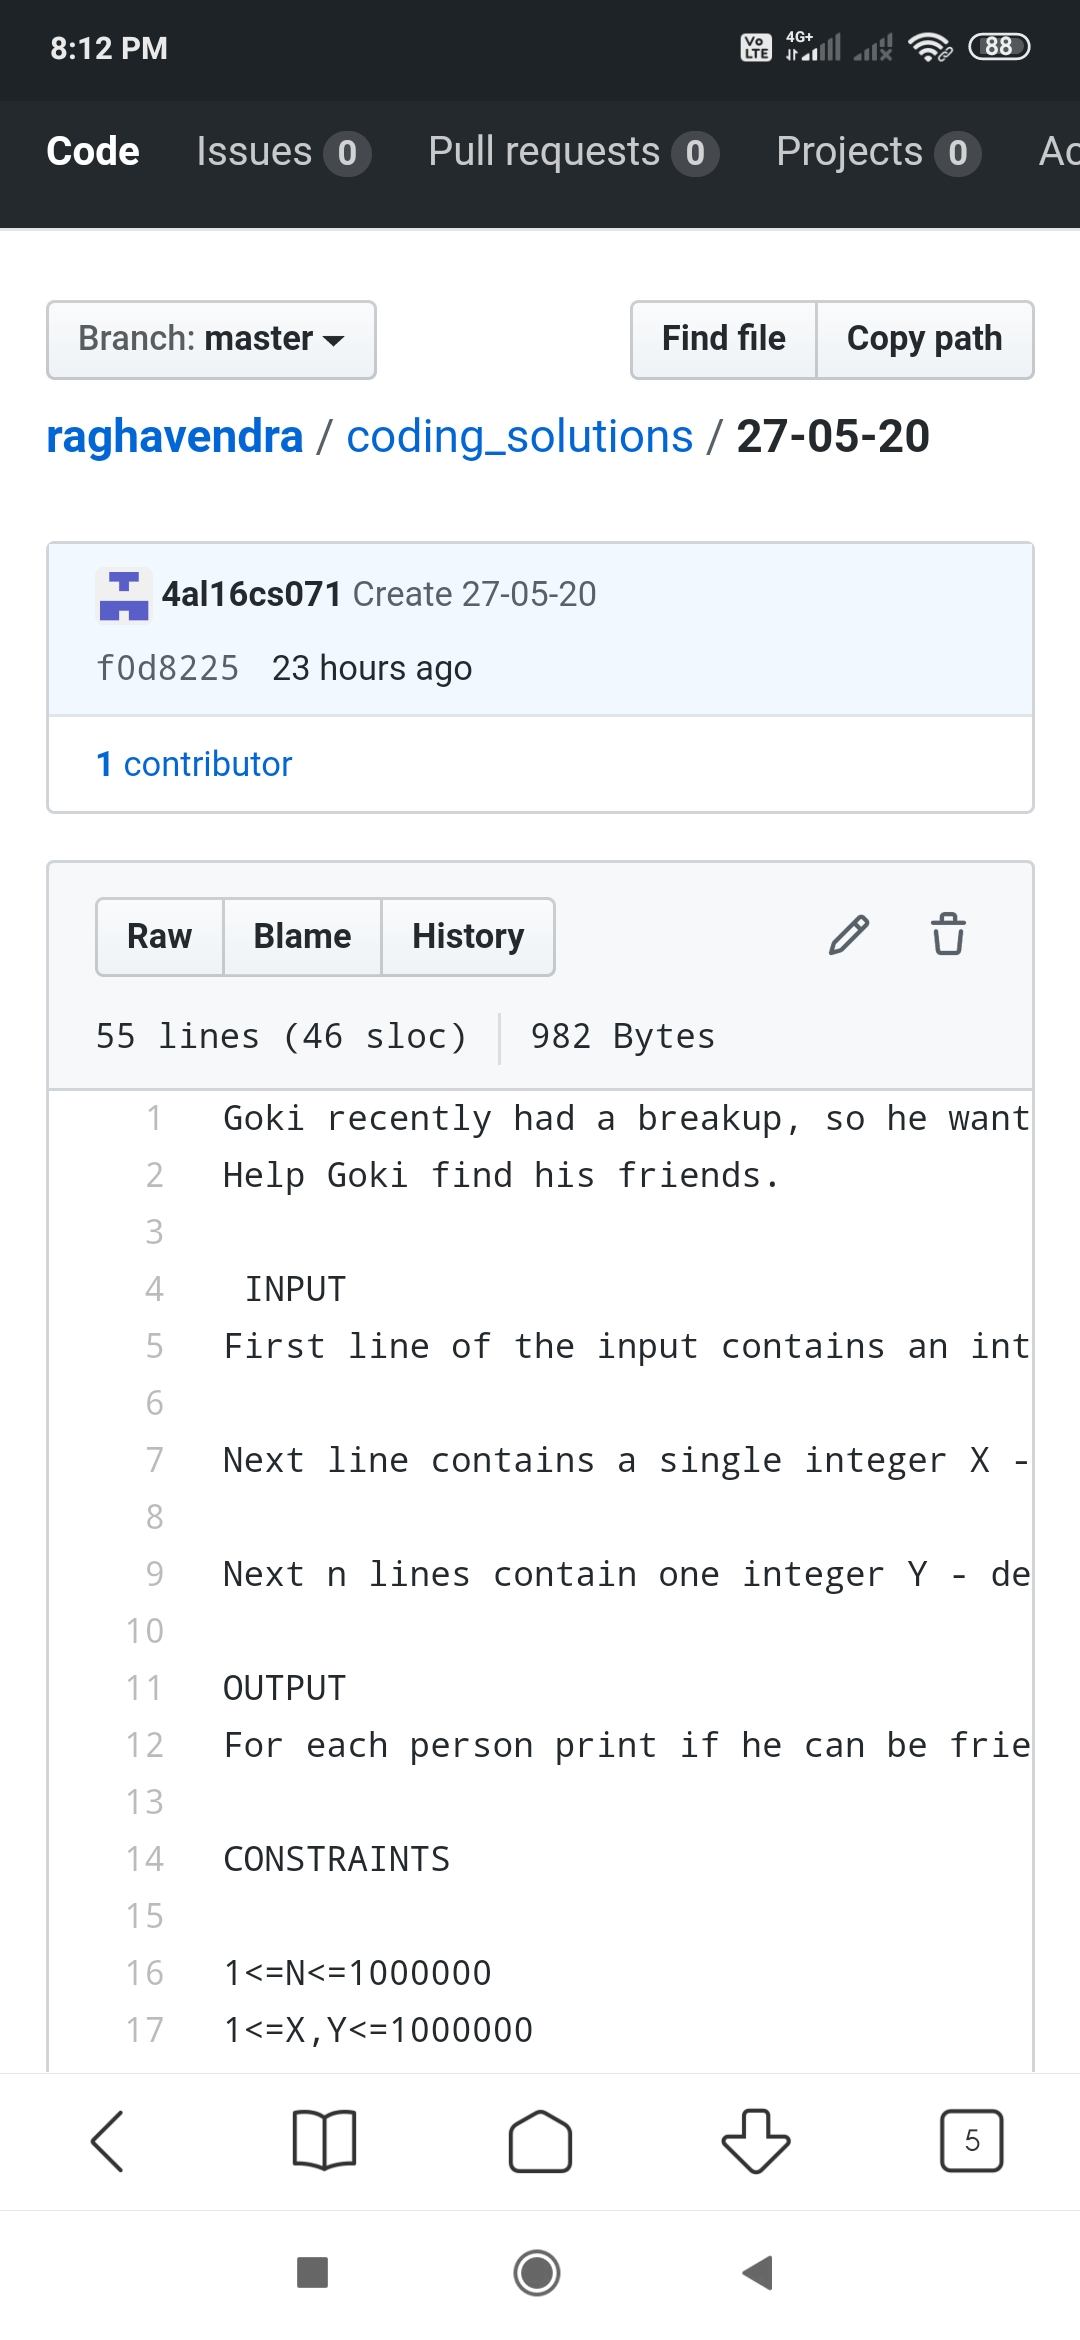 8:12 PM
Vo LTE 4G+ 88
Code Issues 0 Pull requests 0 Projects 0 Ac
Branch: master Find file Copy path
raghavendra / coding_solutions / 27-05-20
4al16cs071 Create 27-05-20
f0d8225 23 hours ago
1 contributor
Raw Blame History
55 lines (46 sloc) 982 Bytes
1 Goki recently had a breakup, so he want
2 Help Goki find his friends.
3
4 INPUT
5 First line of the input contains an int
6
7 Next line contains a single integer X -
8
9 Next n lines contain one integer Y - de
10
11 OUTPUT
12 For each person print if he can be frie
13
14 CONSTRAINTS
15
16 1<=N<=1000000
17 1<=X,Y<=1000000
5